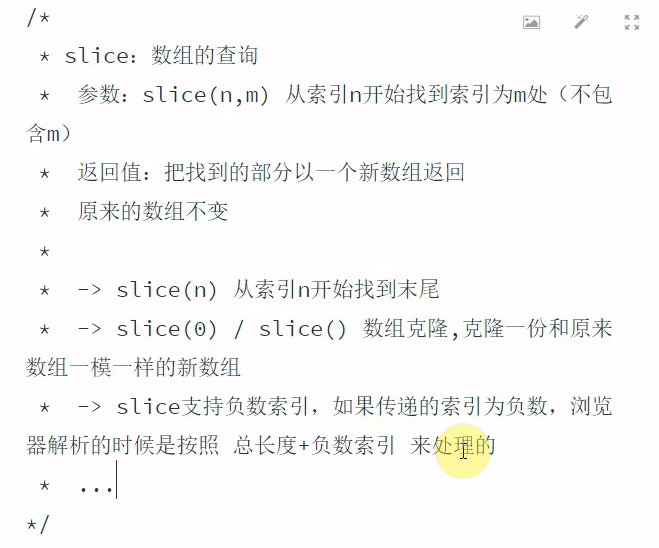 /*
* slice：数组的查询
* 参数：slice(n,m) 从索引n开始找到索引为m处（不包
含m）
* 返回值：把找到的部分以一个新数组返回
* 原来的数组不变
*
* -> slice(n) 从索引n开始找到末尾
* -> slice(0) / slice() 数组克隆,克隆一份和原来
数组一模一样的新数组
* -> slice支持负数索引，如果传递的索引为负数，浏览
器解析的时候是按照 总长度+负数索引 来处理的
* ...
*/